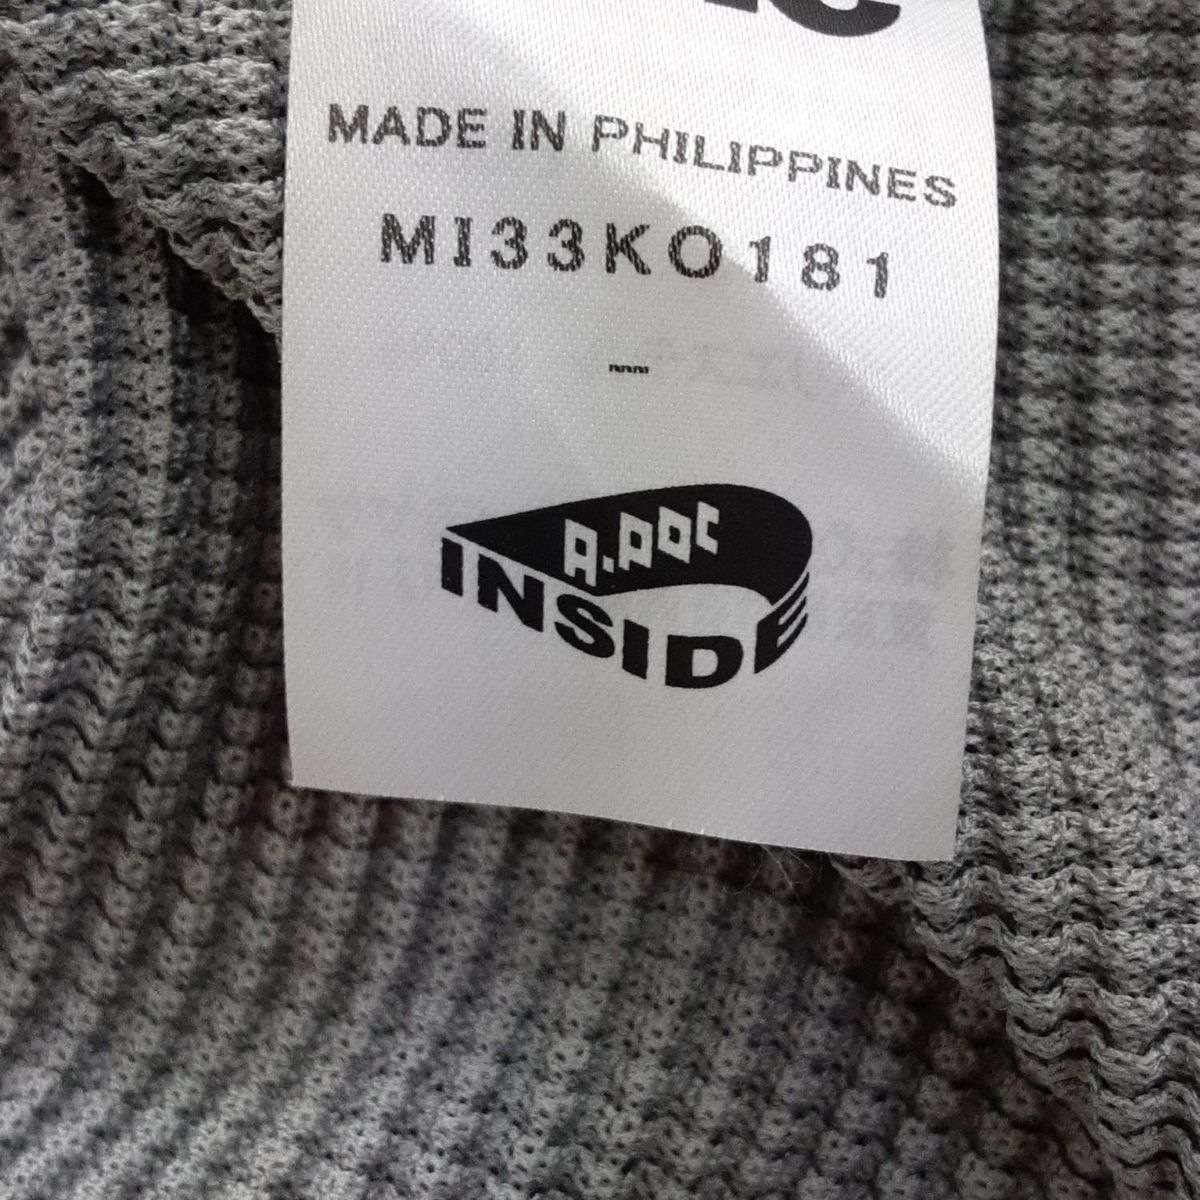 MADE IN PHILIPPINES
MI33KO181
A.POC
INSIDE